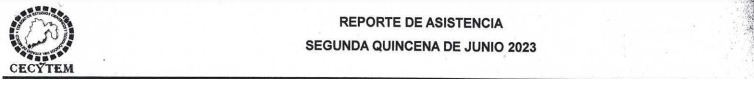 REPORTE DE ASISTENCIA
SEGUNDA QUINCENA DE JUNIO 2023
CECYTEM